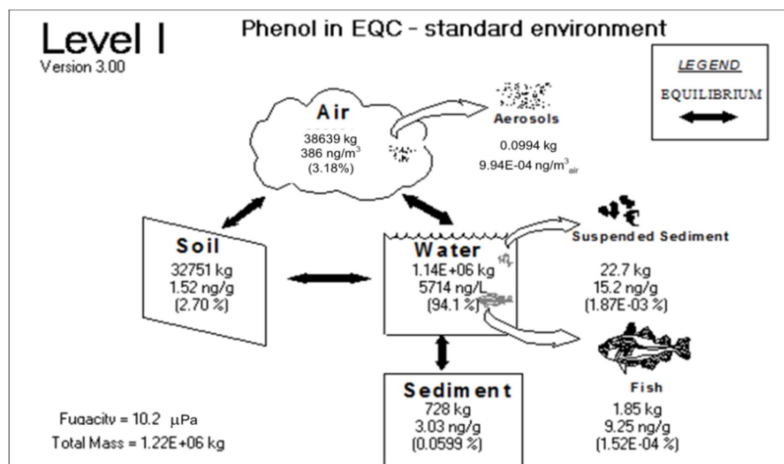 Level I
Version 3.00
Phenol in EQC - standard environment
LEGEND
EQUILIBRIUM
Air
38639 kg
386 ng/m3
(3.18%)
Aerosols
0.0994 kg
9.94E-04 ng/m3 air
Soil
32751 kg
1.52 ng/g
(2.70 %)
Water
1.14E+06 kg
5714 ng/L
(94.1 %)
Suspended Sediment
22.7 kg
15.2 ng/g
(1.87E-03 %)
Sediment
728 kg
3.03 ng/g
(0.0599 %)
Fish
1.85 kg
9.25 ng/g
(1.52E-04 %)
Fugacity = 10.2 µPa
Total Mass = 1.22E+06 kg